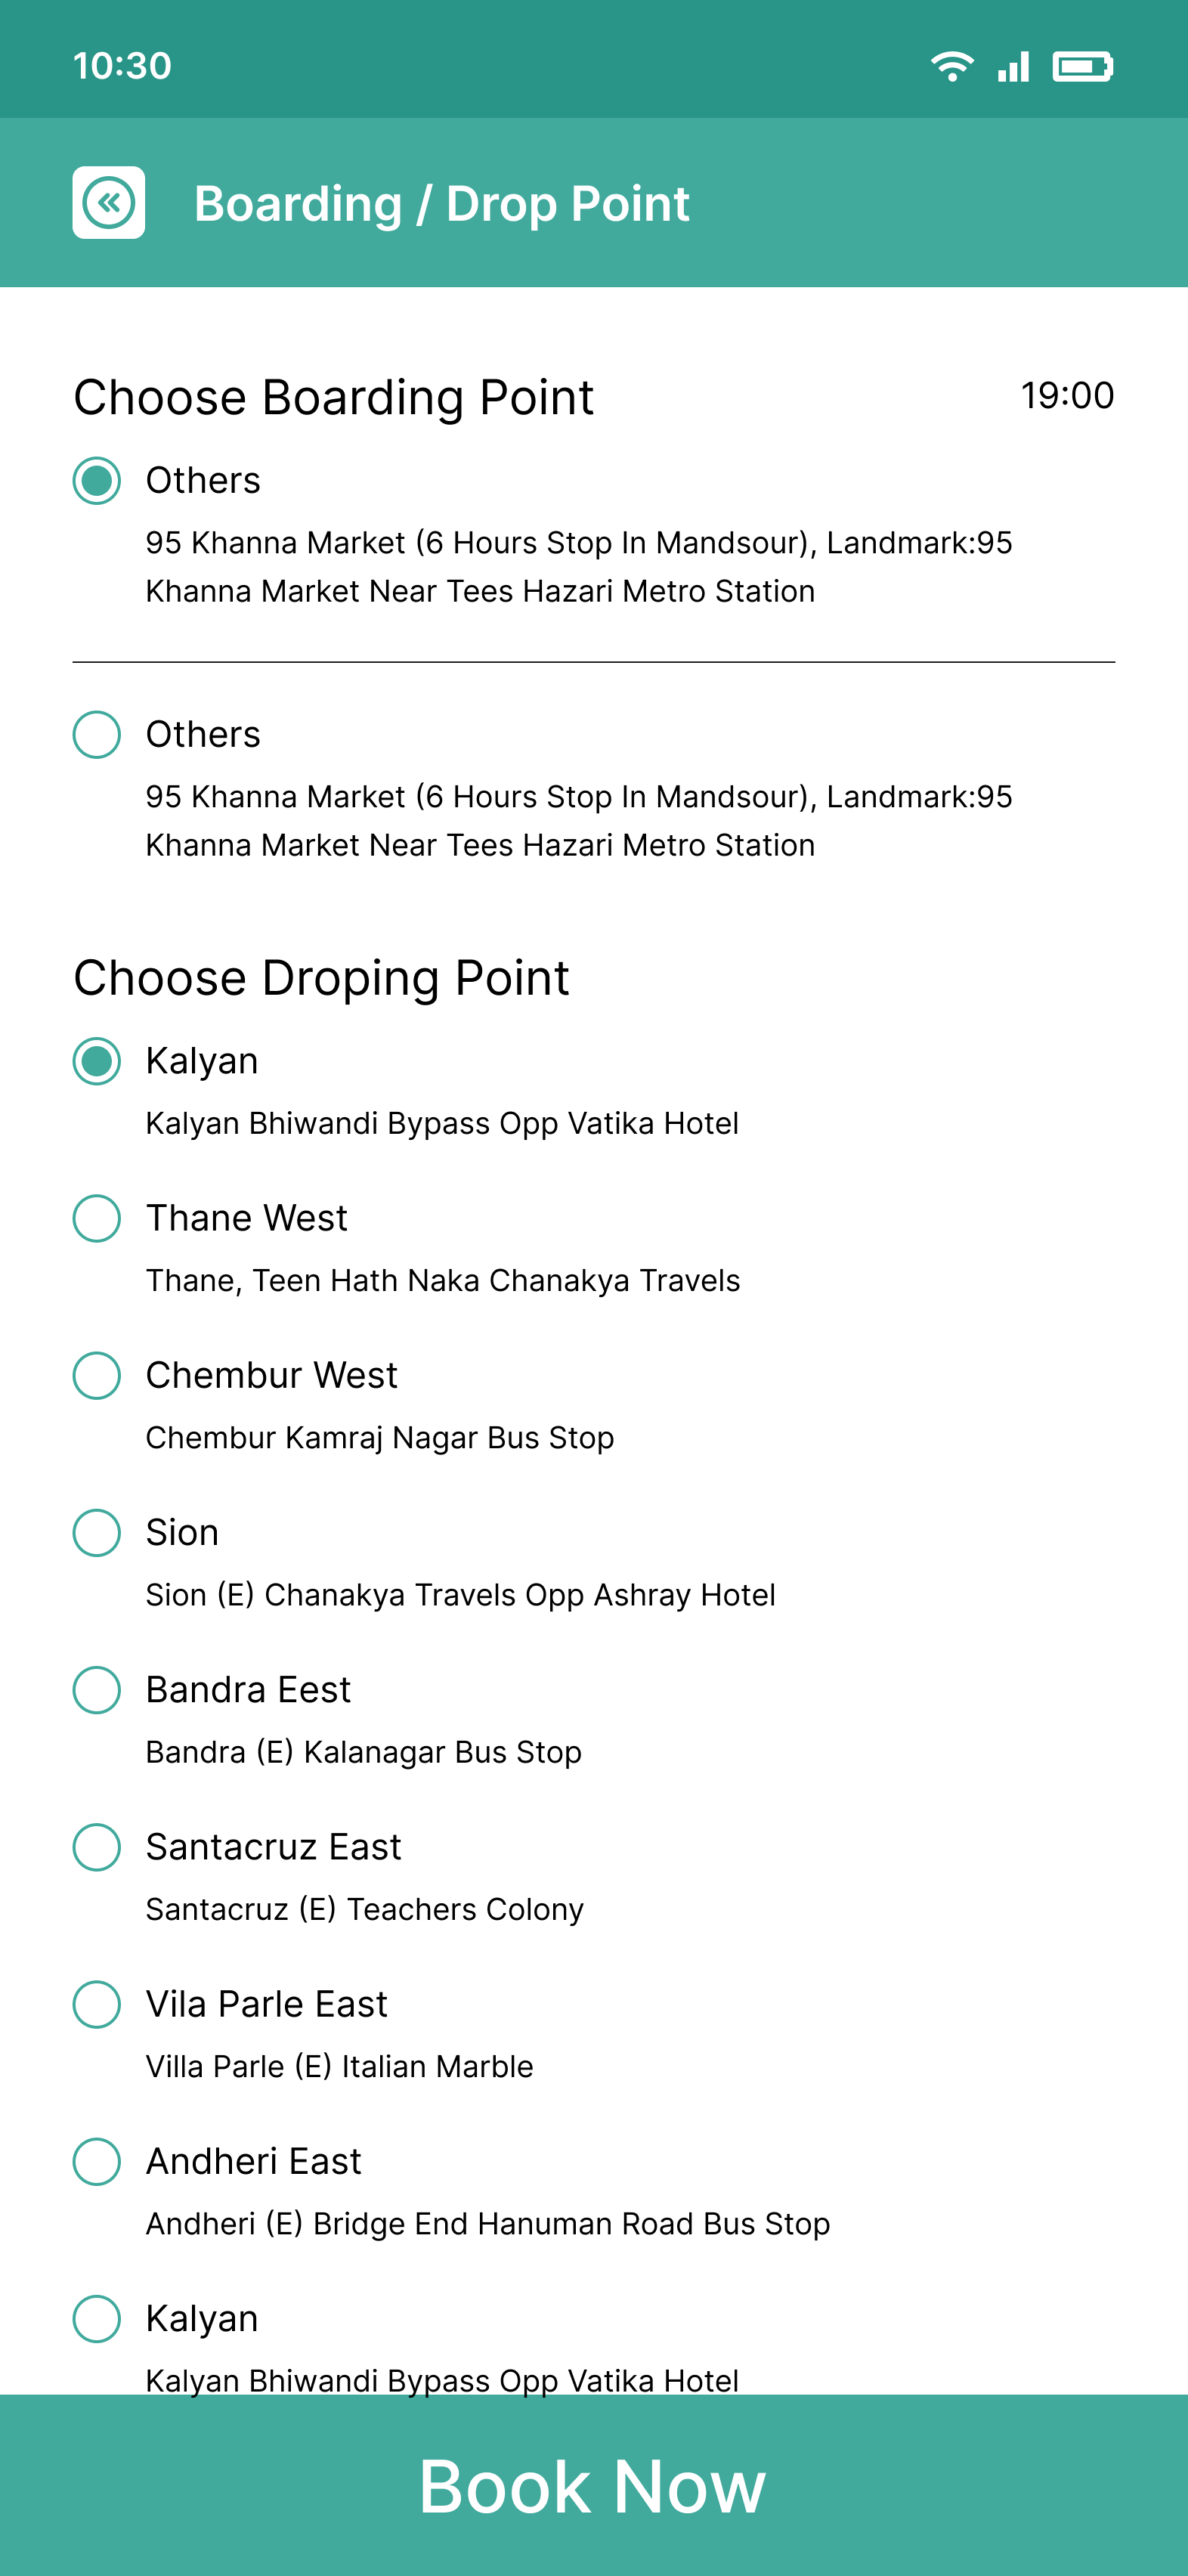 10:30
Boarding / Drop Point
Choose Boarding Point 19:00
Others
95 Khanna Market (6 Hours Stop In Mandsour), Landmark:95
Khanna Market Near Tees Hazari Metro Station
Others
95 Khanna Market (6 Hours Stop In Mandsour), Landmark:95
Khanna Market Near Tees Hazari Metro Station
Choose Droping Point
Kalyan
Kalyan Bhiwandi Bypass Opp Vatika Hotel
Thane West
Thane, Teen Hath Naka Chanakya Travels
Chembur West
Chembur Kamraj Nagar Bus Stop
Sion
Sion (E) Chanakya Travels Opp Ashray Hotel
Bandra Eest
Bandra (E) Kalanagar Bus Stop
Santacruz East
Santacruz (E) Teachers Colony
Vila Parle East
Villa Parle (E) Italian Marble
Andheri East
Andheri (E) Bridge End Hanuman Road Bus Stop
Kalyan
Kalyan Bhiwandi Bypass Opp Vatika Hotel
Book Now